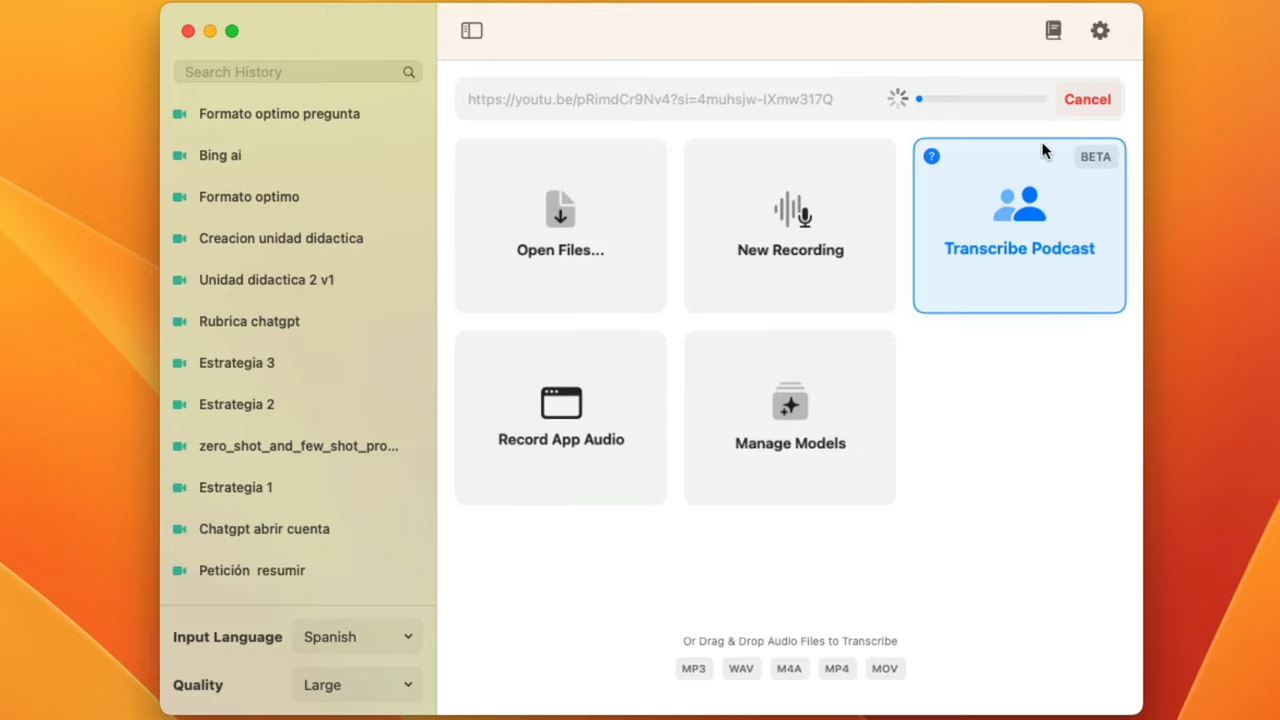 Search History
Formato optimo pregunta
Bing ai
Formato optimo
Creacion unidad didactica
Unidad didactica 2 v1
Rubrica chatgpt
Estrategia 3
Estrategia 2
zero_shot_and_few_shot_pro...
Estrategia 1
Chatgpt abrir cuenta
Petición resumir
Input Language Spanish
Quality Large
https://youtu.be/pRimdCr9Nv4?si=4muhsjw-IXmw317Q Cancel
Open Files...
New Recording
? BETA
Transcribe Podcast
Record App Audio
Manage Models
Or Drag & Drop Audio Files to Transcribe
MP3 WAV M4A MP4 MOV